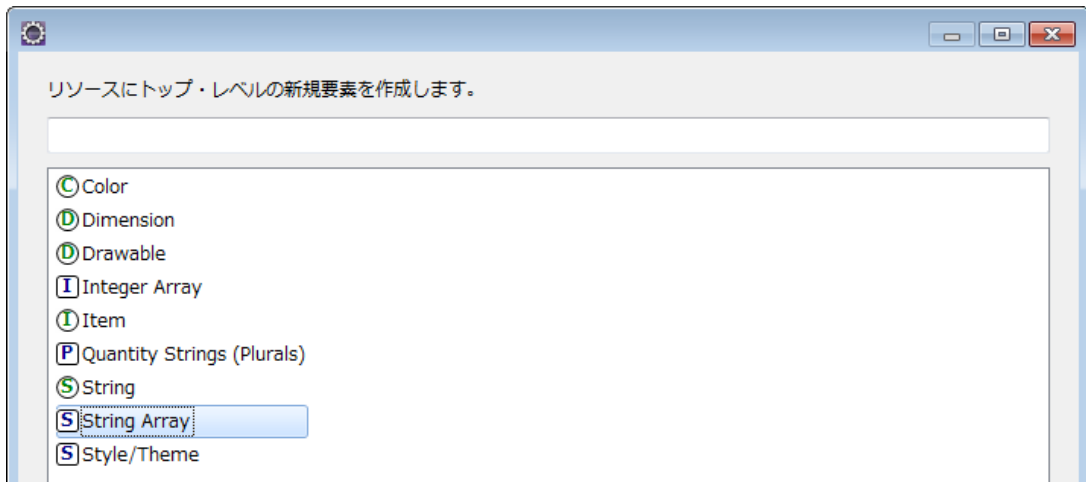 リソースにトップ・レベルの新規要素を作成します。
C Color
D Dimension
D Drawable
I Integer Array
I Item
P Quantity Strings (Plurals)
S String
S String Array
S Style/Theme